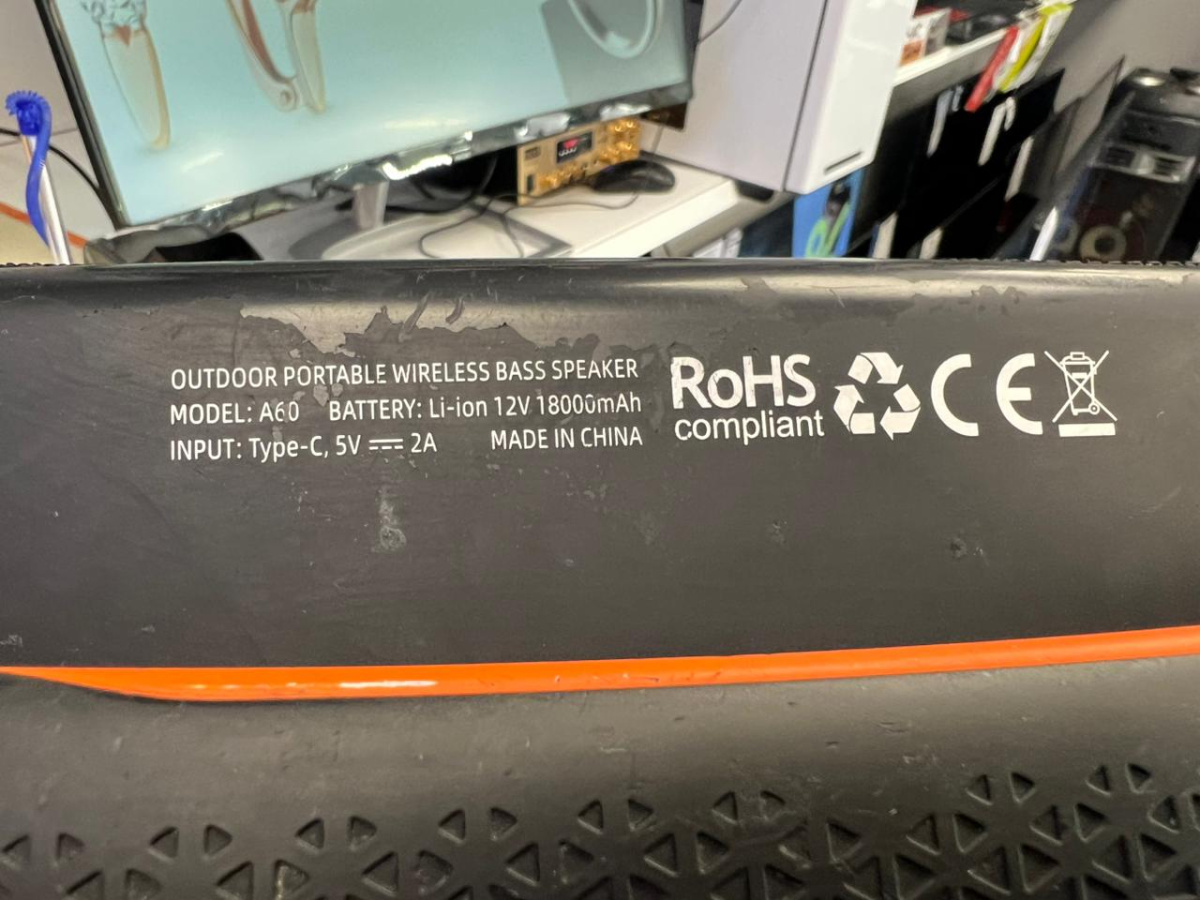 OUTDOOR PORTABLE WIRELESS BASS SPEAKER
MODEL: A60 BATTERY: Li-ion 12V 18000mAh
INPUT: Type-C, 5V ⎓ 2A MADE IN CHINA
RoHS
compliant
CE